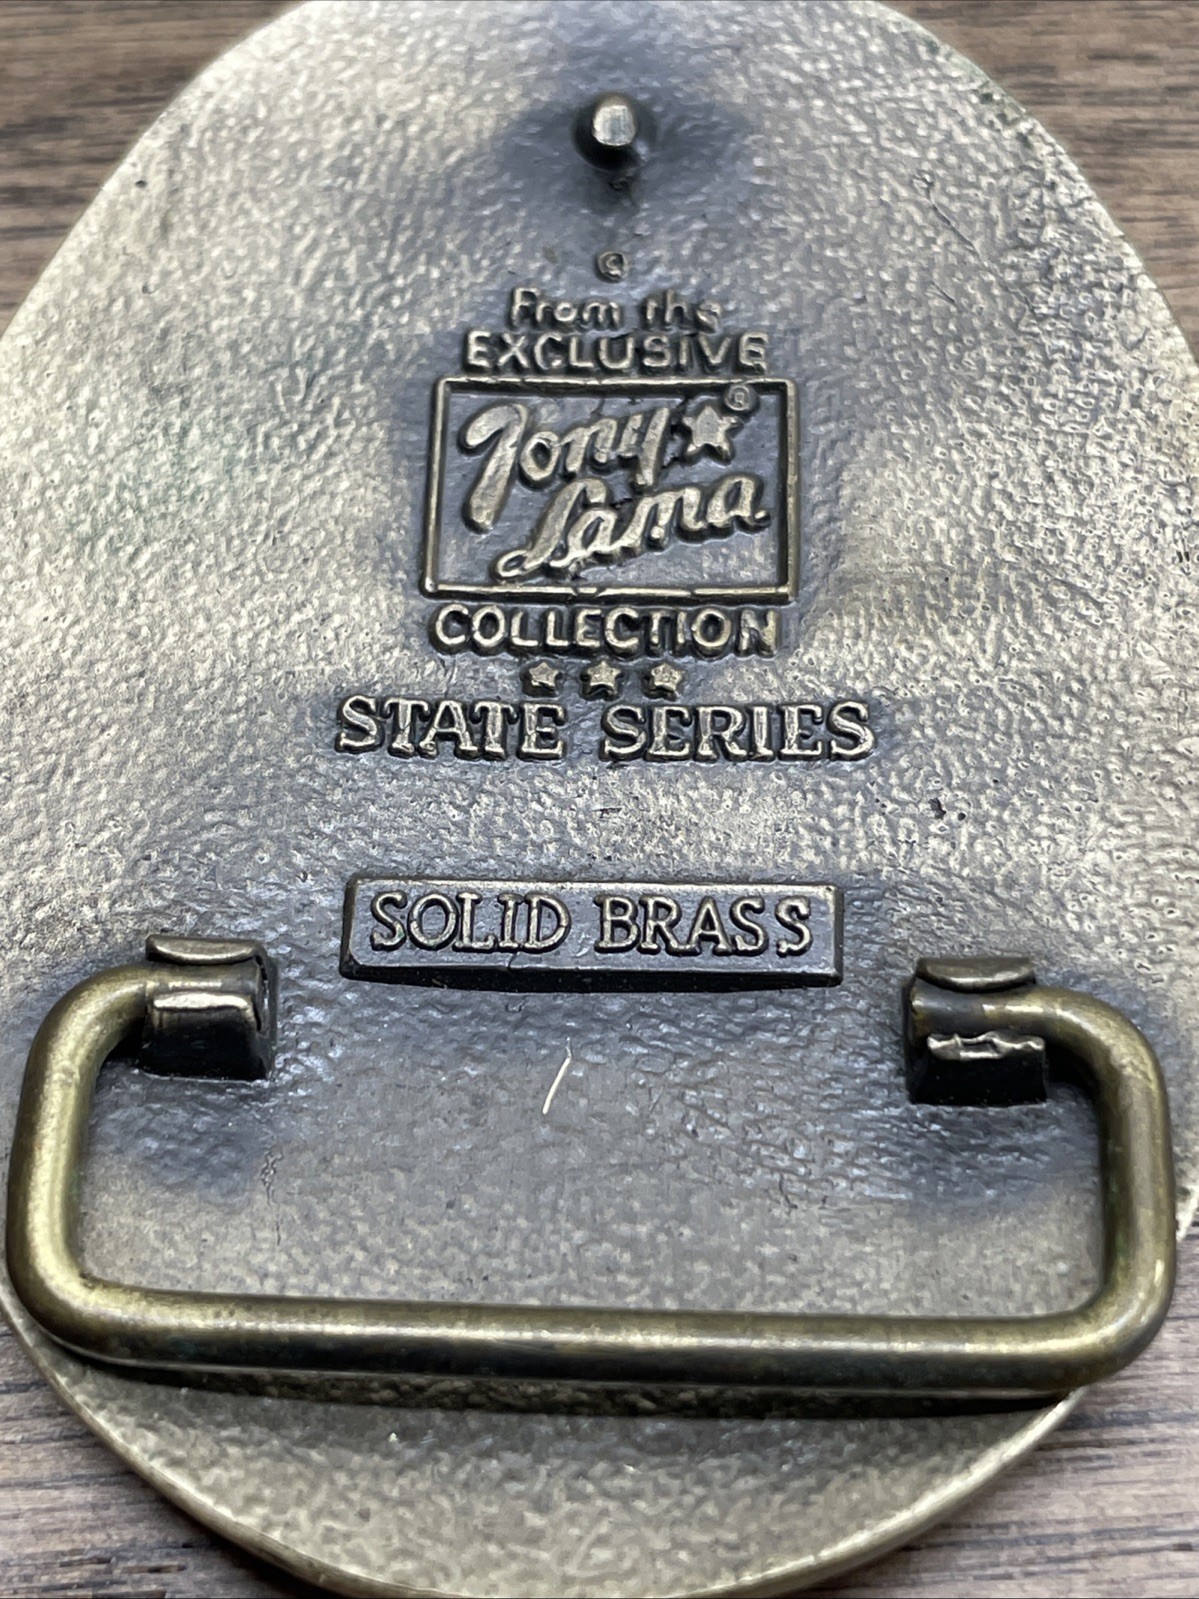 ©
From the
EXCLUSIVE
Tony ®
Lama
COLLECTION
STATE SERIES
SOLID BRASS